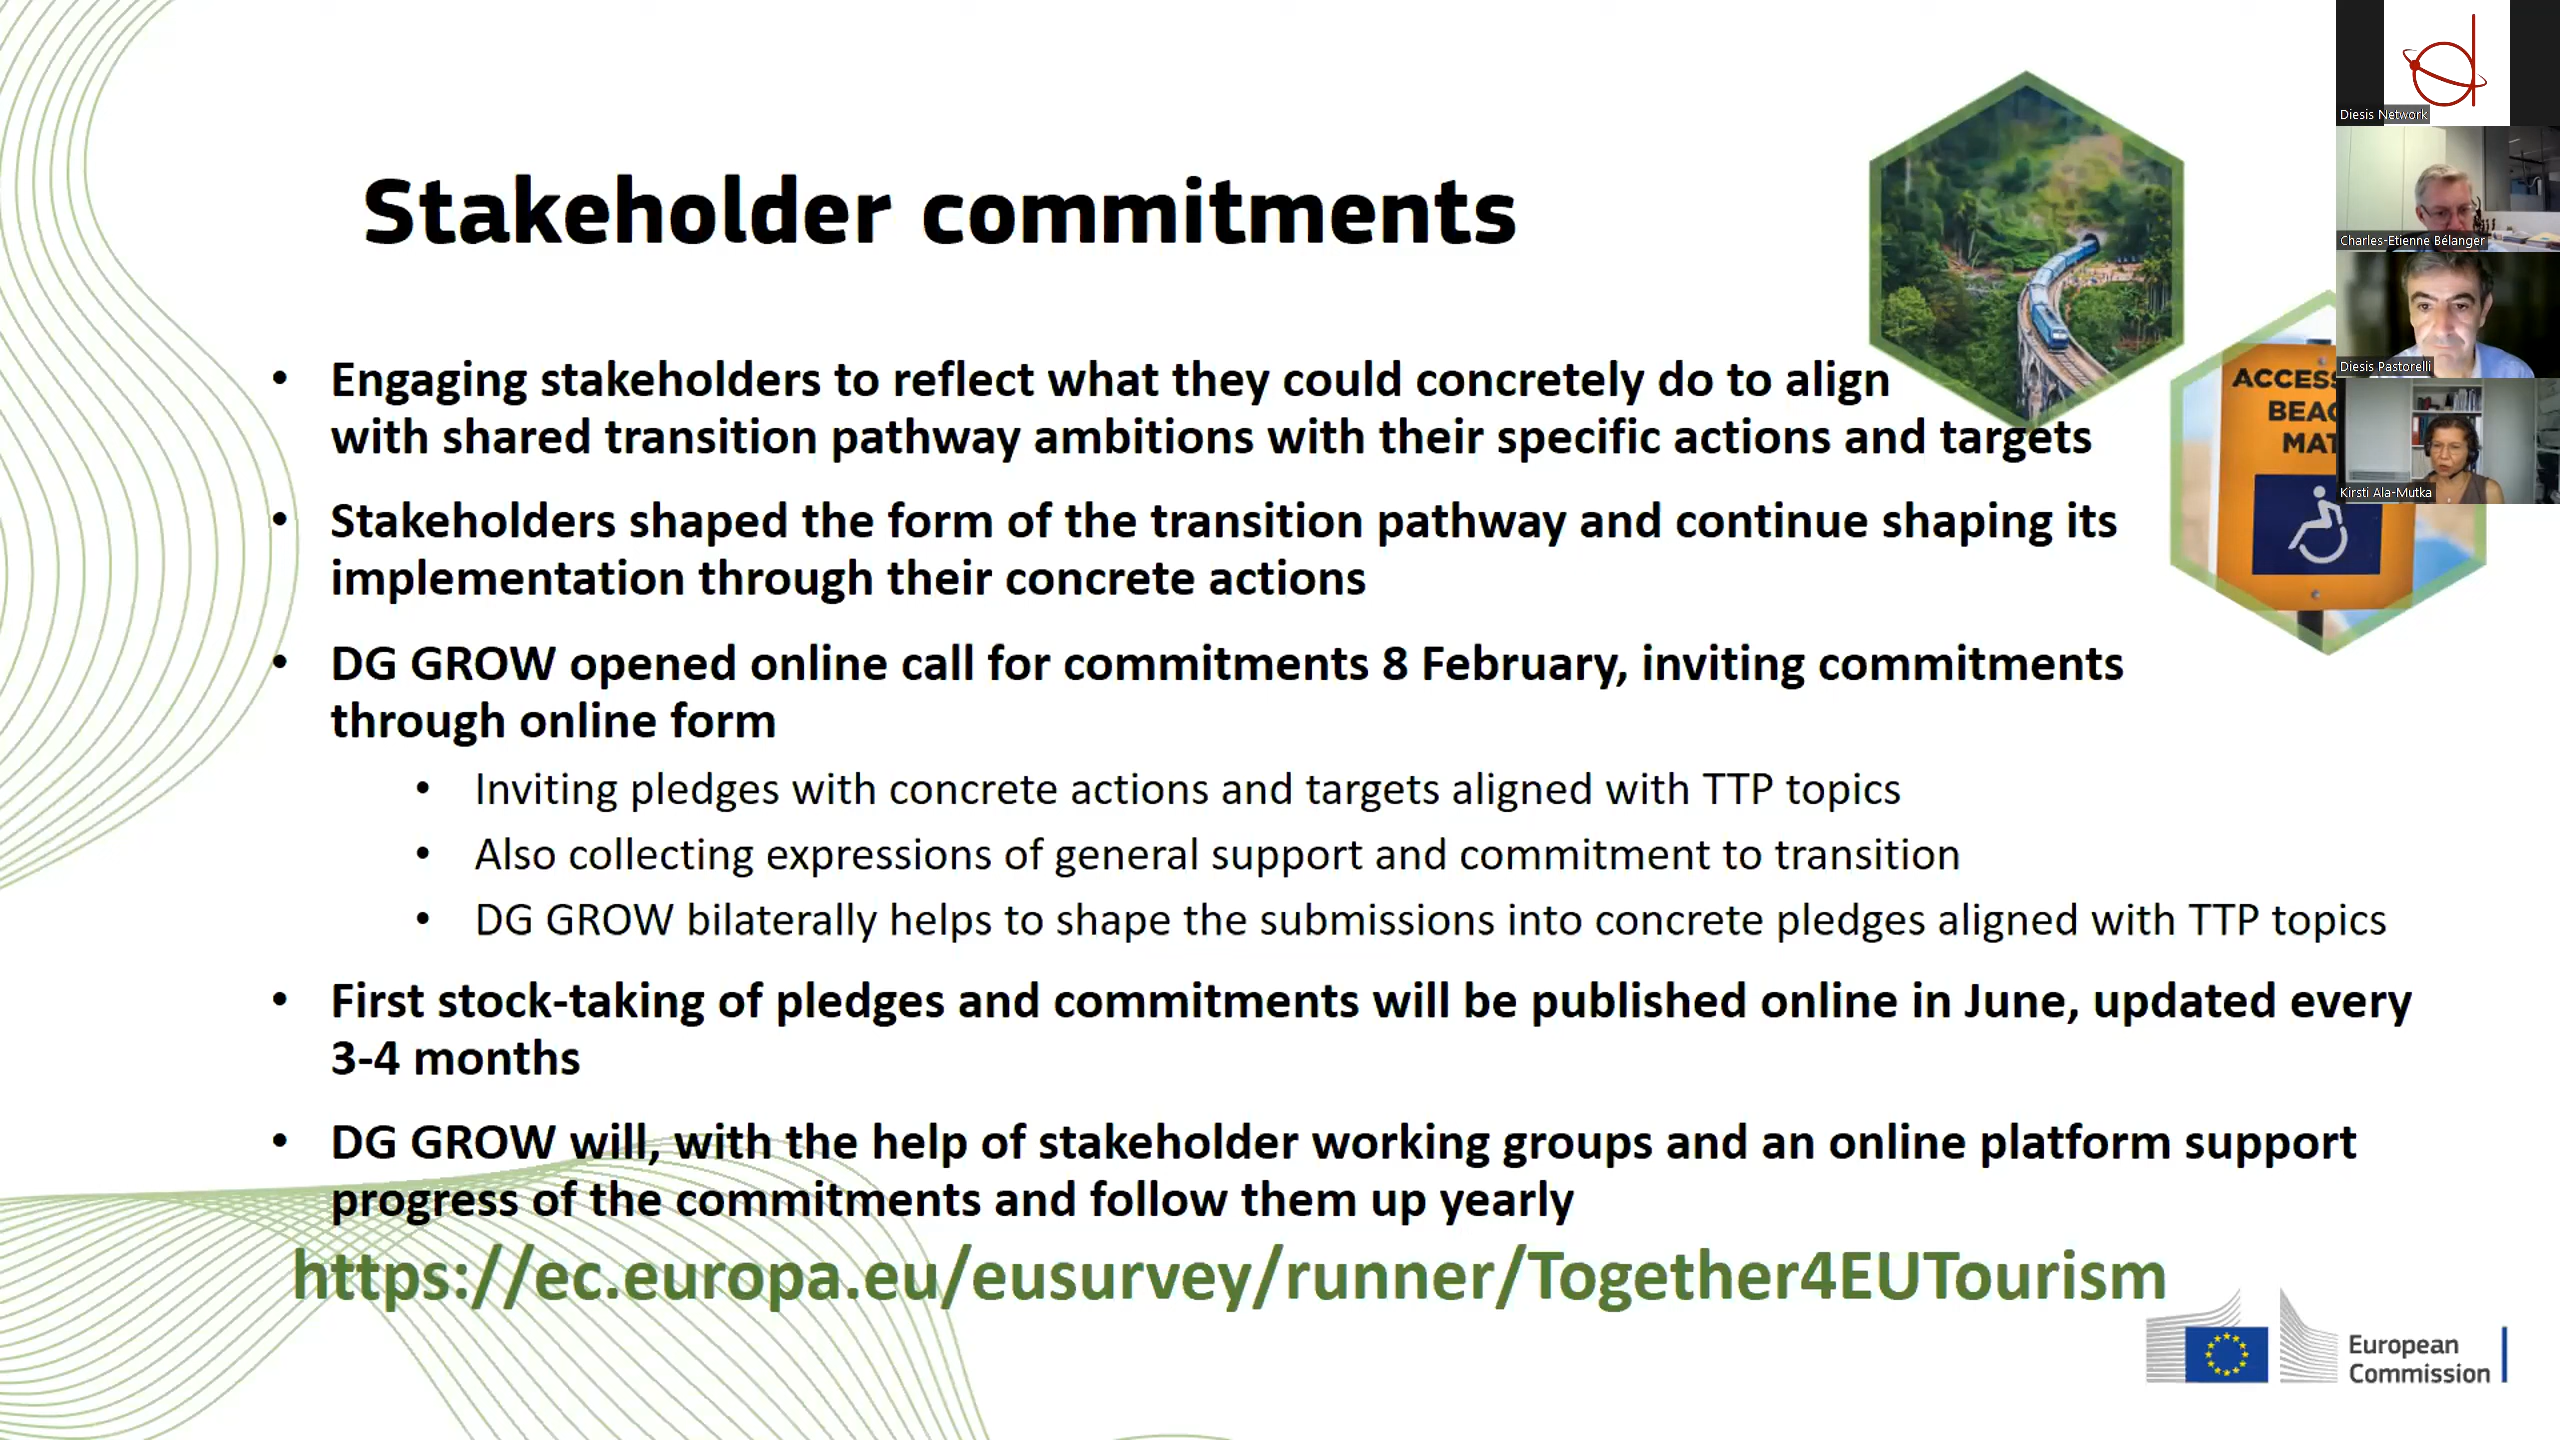 Stakeholder commitments
• Engaging stakeholders to reflect what they could concretely do to align
with shared transition pathway ambitions with their specific actions and targets
• Stakeholders shaped the form of the transition pathway and continue shaping its
implementation through their concrete actions
• DG GROW opened online call for commitments 8 February, inviting commitments
through online form
• Inviting pledges with concrete actions and targets aligned with TTP topics
• Also collecting expressions of general support and commitment to transition
• DG GROW bilaterally helps to shape the submissions into concrete pledges aligned with TTP topics
• First stock-taking of pledges and commitments will be published online in June, updated every
3-4 months
• DG GROW will, with the help of stakeholder working groups and an online platform support
progress of the commitments and follow them up yearly
https://ec.europa.eu/eusurvey/runner/Together4EUTourism
European
Commission
Diesis Network
Charles-Etienne Bélanger
Diesis Pastorelli
Kirsti Ala-Mutka